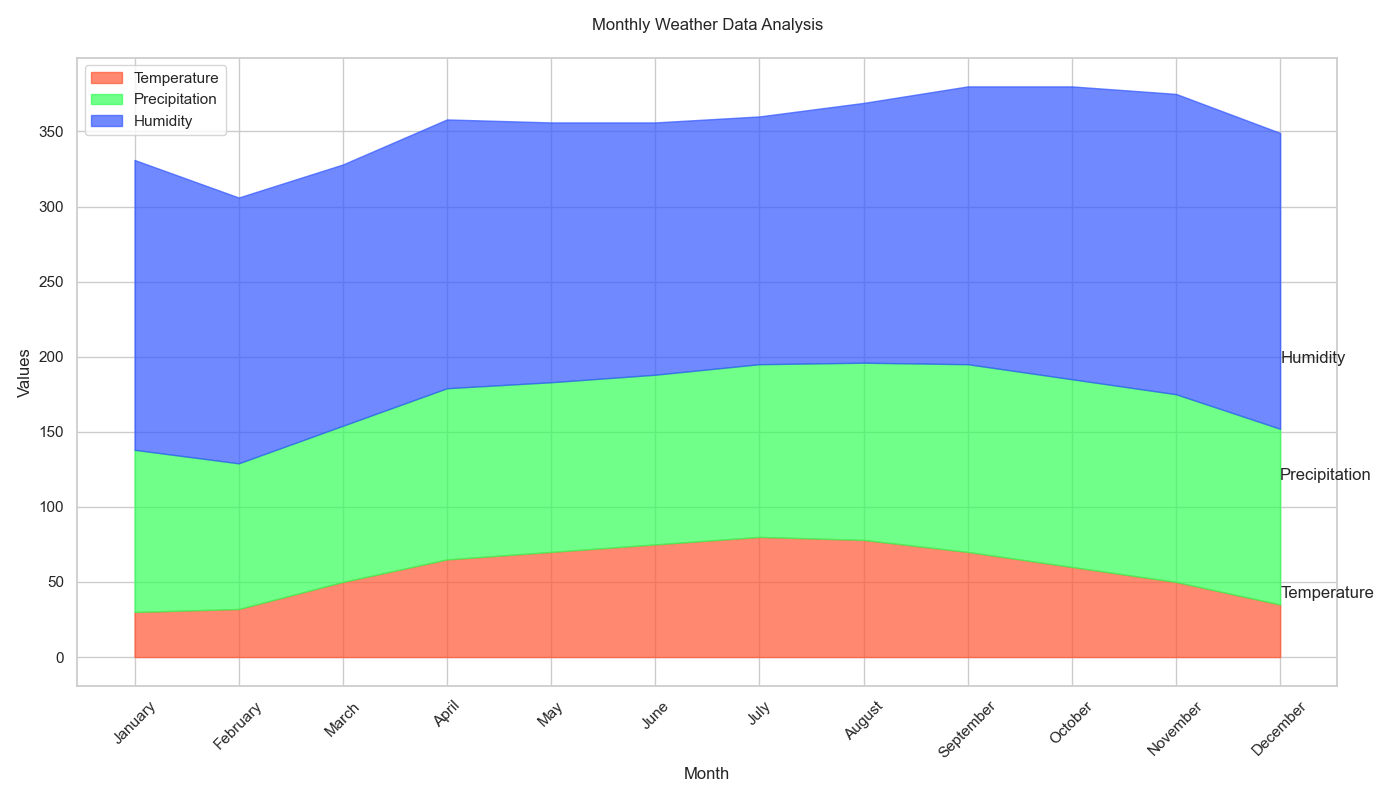 Monthly Weather Data Analysis
Temperature
Precipitation
Humidity
350
300
250
200
150
100
50
0
Values
Humidity
Precipitation
Temperature
January
February
March
April
May
June
July
August
September
October
November
December
Month